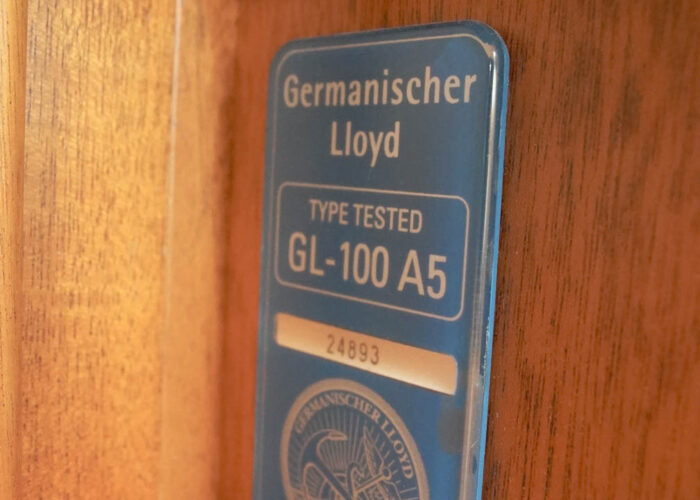 Germanischer
Lloyd
TYPE TESTED
GL-100 A5
24893
GERMANISCHER LLOYD